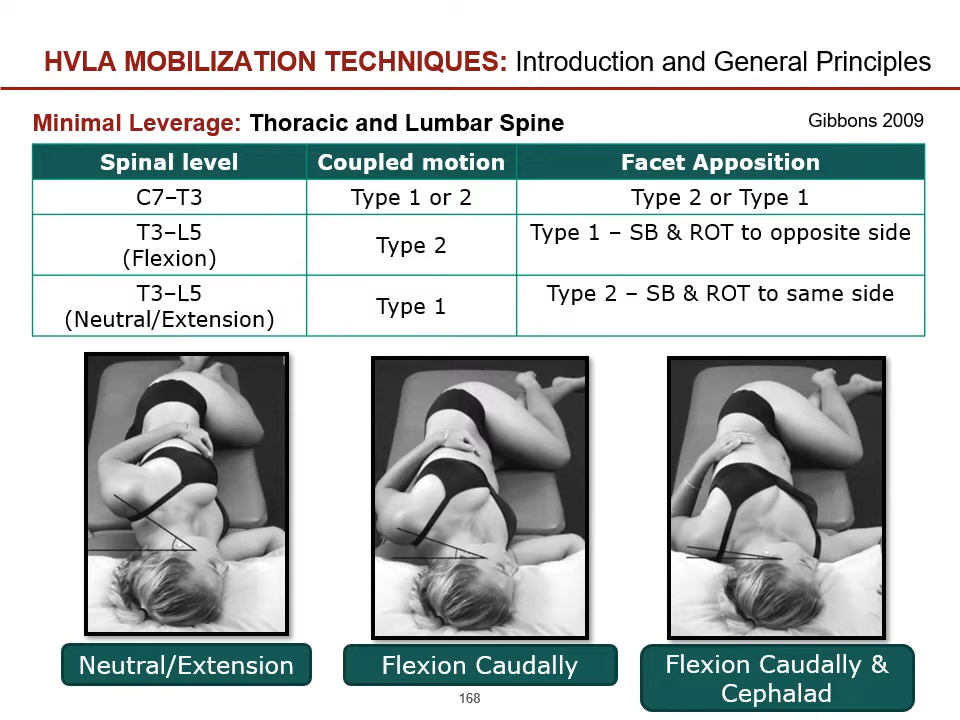 HVLA MOBILIZATION TECHNIQUES: Introduction and General Principles
Minimal Leverage: Thoracic and Lumbar Spine
Gibbons 2009
Spinal level
Coupled motion
Facet Apposition
C7–T3
Type 1 or 2
Type 2 or Type 1
T3–L5
(Flexion)
Type 2
Type 1 – SB & ROT to opposite side
T3–L5
(Neutral/Extension)
Type 1
Type 2 – SB & ROT to same side
Neutral/Extension
Flexion Caudally
Flexion Caudally &
Cephalad
168